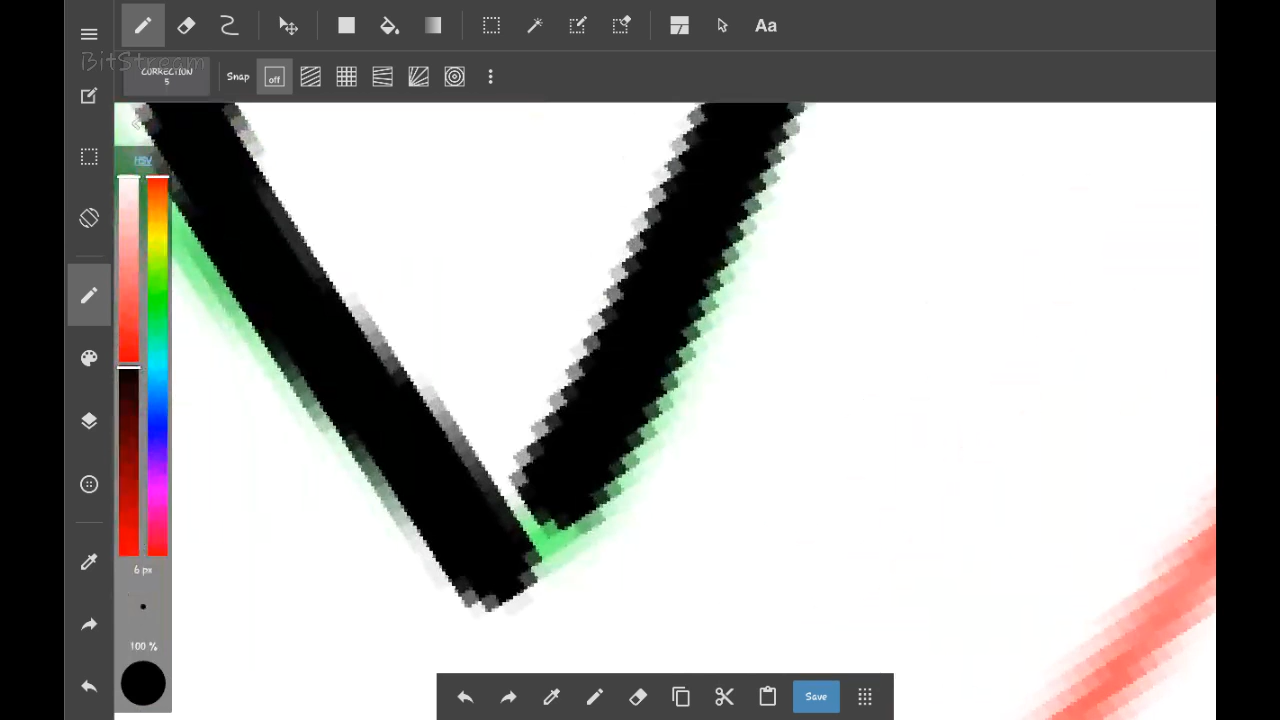 Aa
BitStream
CORRECTION
5
Snap
off
HSV
6 px
100 %
Save